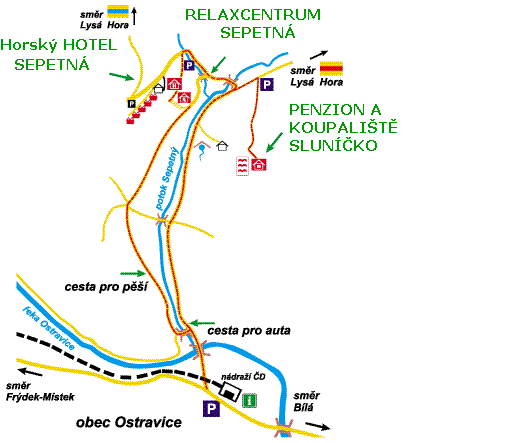 směr
Lysá Hora
RELAXCENTRUM
SEPETNÁ
Horský HOTEL
SEPETNÁ
P
P
P
směr
Lysá Hora
PENZION A
KOUPALIŠTĚ
SLUNÍČKO
potok Sepetný
cesta pro pěší
řeka Ostravice
cesta pro auta
nádraží ČD
směr
Frýdek-Místek
i
směr
Bílá
P
obec Ostravice